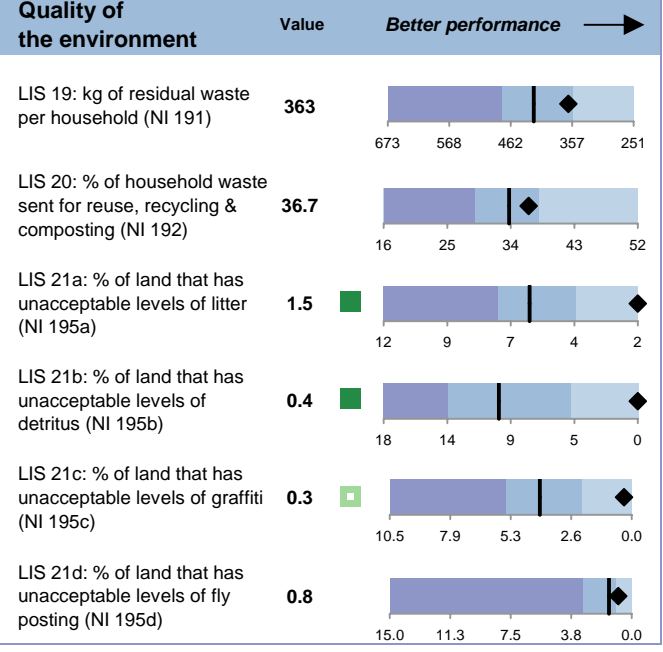 Quality of
the environment
Value
Better performance
LIS 19: kg of residual waste
per household (NI 191)
363
673 568 462 357 251
LIS 20: % of household waste
sent for reuse, recycling &
composting (NI 192)
36.7
16 25 34 43 52
LIS 21a: % of land that has
unacceptable levels of litter
(NI 195a)
1.5
12 9 7 4 2
LIS 21b: % of land that has
unacceptable levels of
detritus (NI 195b)
0.4
18 14 9 5 0
LIS 21c: % of land that has
unacceptable levels of graffiti
(NI 195c)
0.3
10.5 7.9 5.3 2.6 0.0
LIS 21d: % of land that has
unacceptable levels of fly
posting (NI 195d)
0.8
15.0 11.3 7.5 3.8 0.0